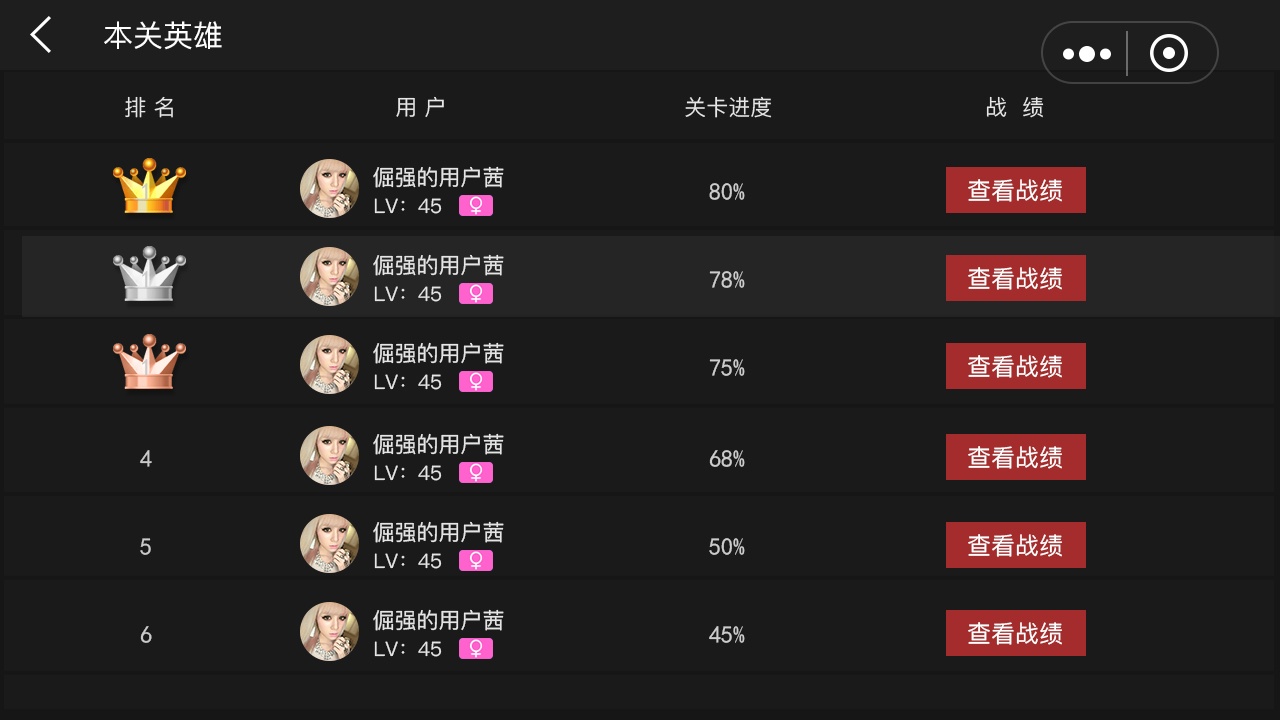 本关英雄
排 名 用 户 关卡进度 战 绩
倔强的用户茜
LV: 45 ♀
80%
查看战绩
倔强的用户茜
LV: 45 ♀
78%
查看战绩
倔强的用户茜
LV: 45 ♀
75%
查看战绩
4
倔强的用户茜
LV: 45 ♀
68%
查看战绩
5
倔强的用户茜
LV: 45 ♀
50%
查看战绩
6
倔强的用户茜
LV: 45 ♀
45%
查看战绩